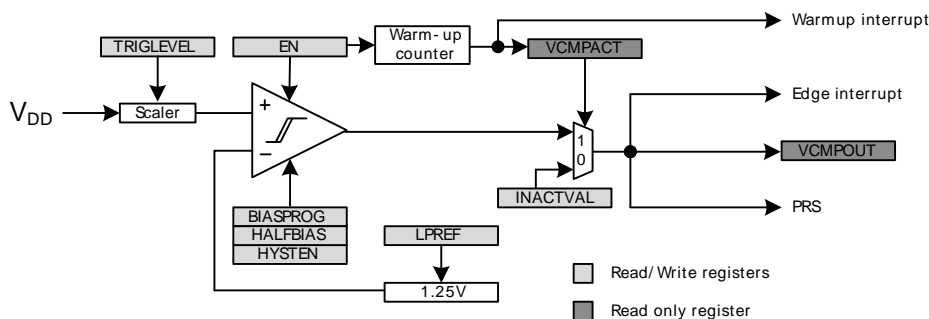 Warmup interrupt
TRIGLEVEL
EN
Warm-up
counter
VCMPACT
VDD
Scaler
+
−
Edge interrupt
1
0
VCMPOUT
INACTVAL
PRS
BIASPROG
HALFBIAS
HYSTEN
LPREF
1.25V
Read/Write registers
Read only register